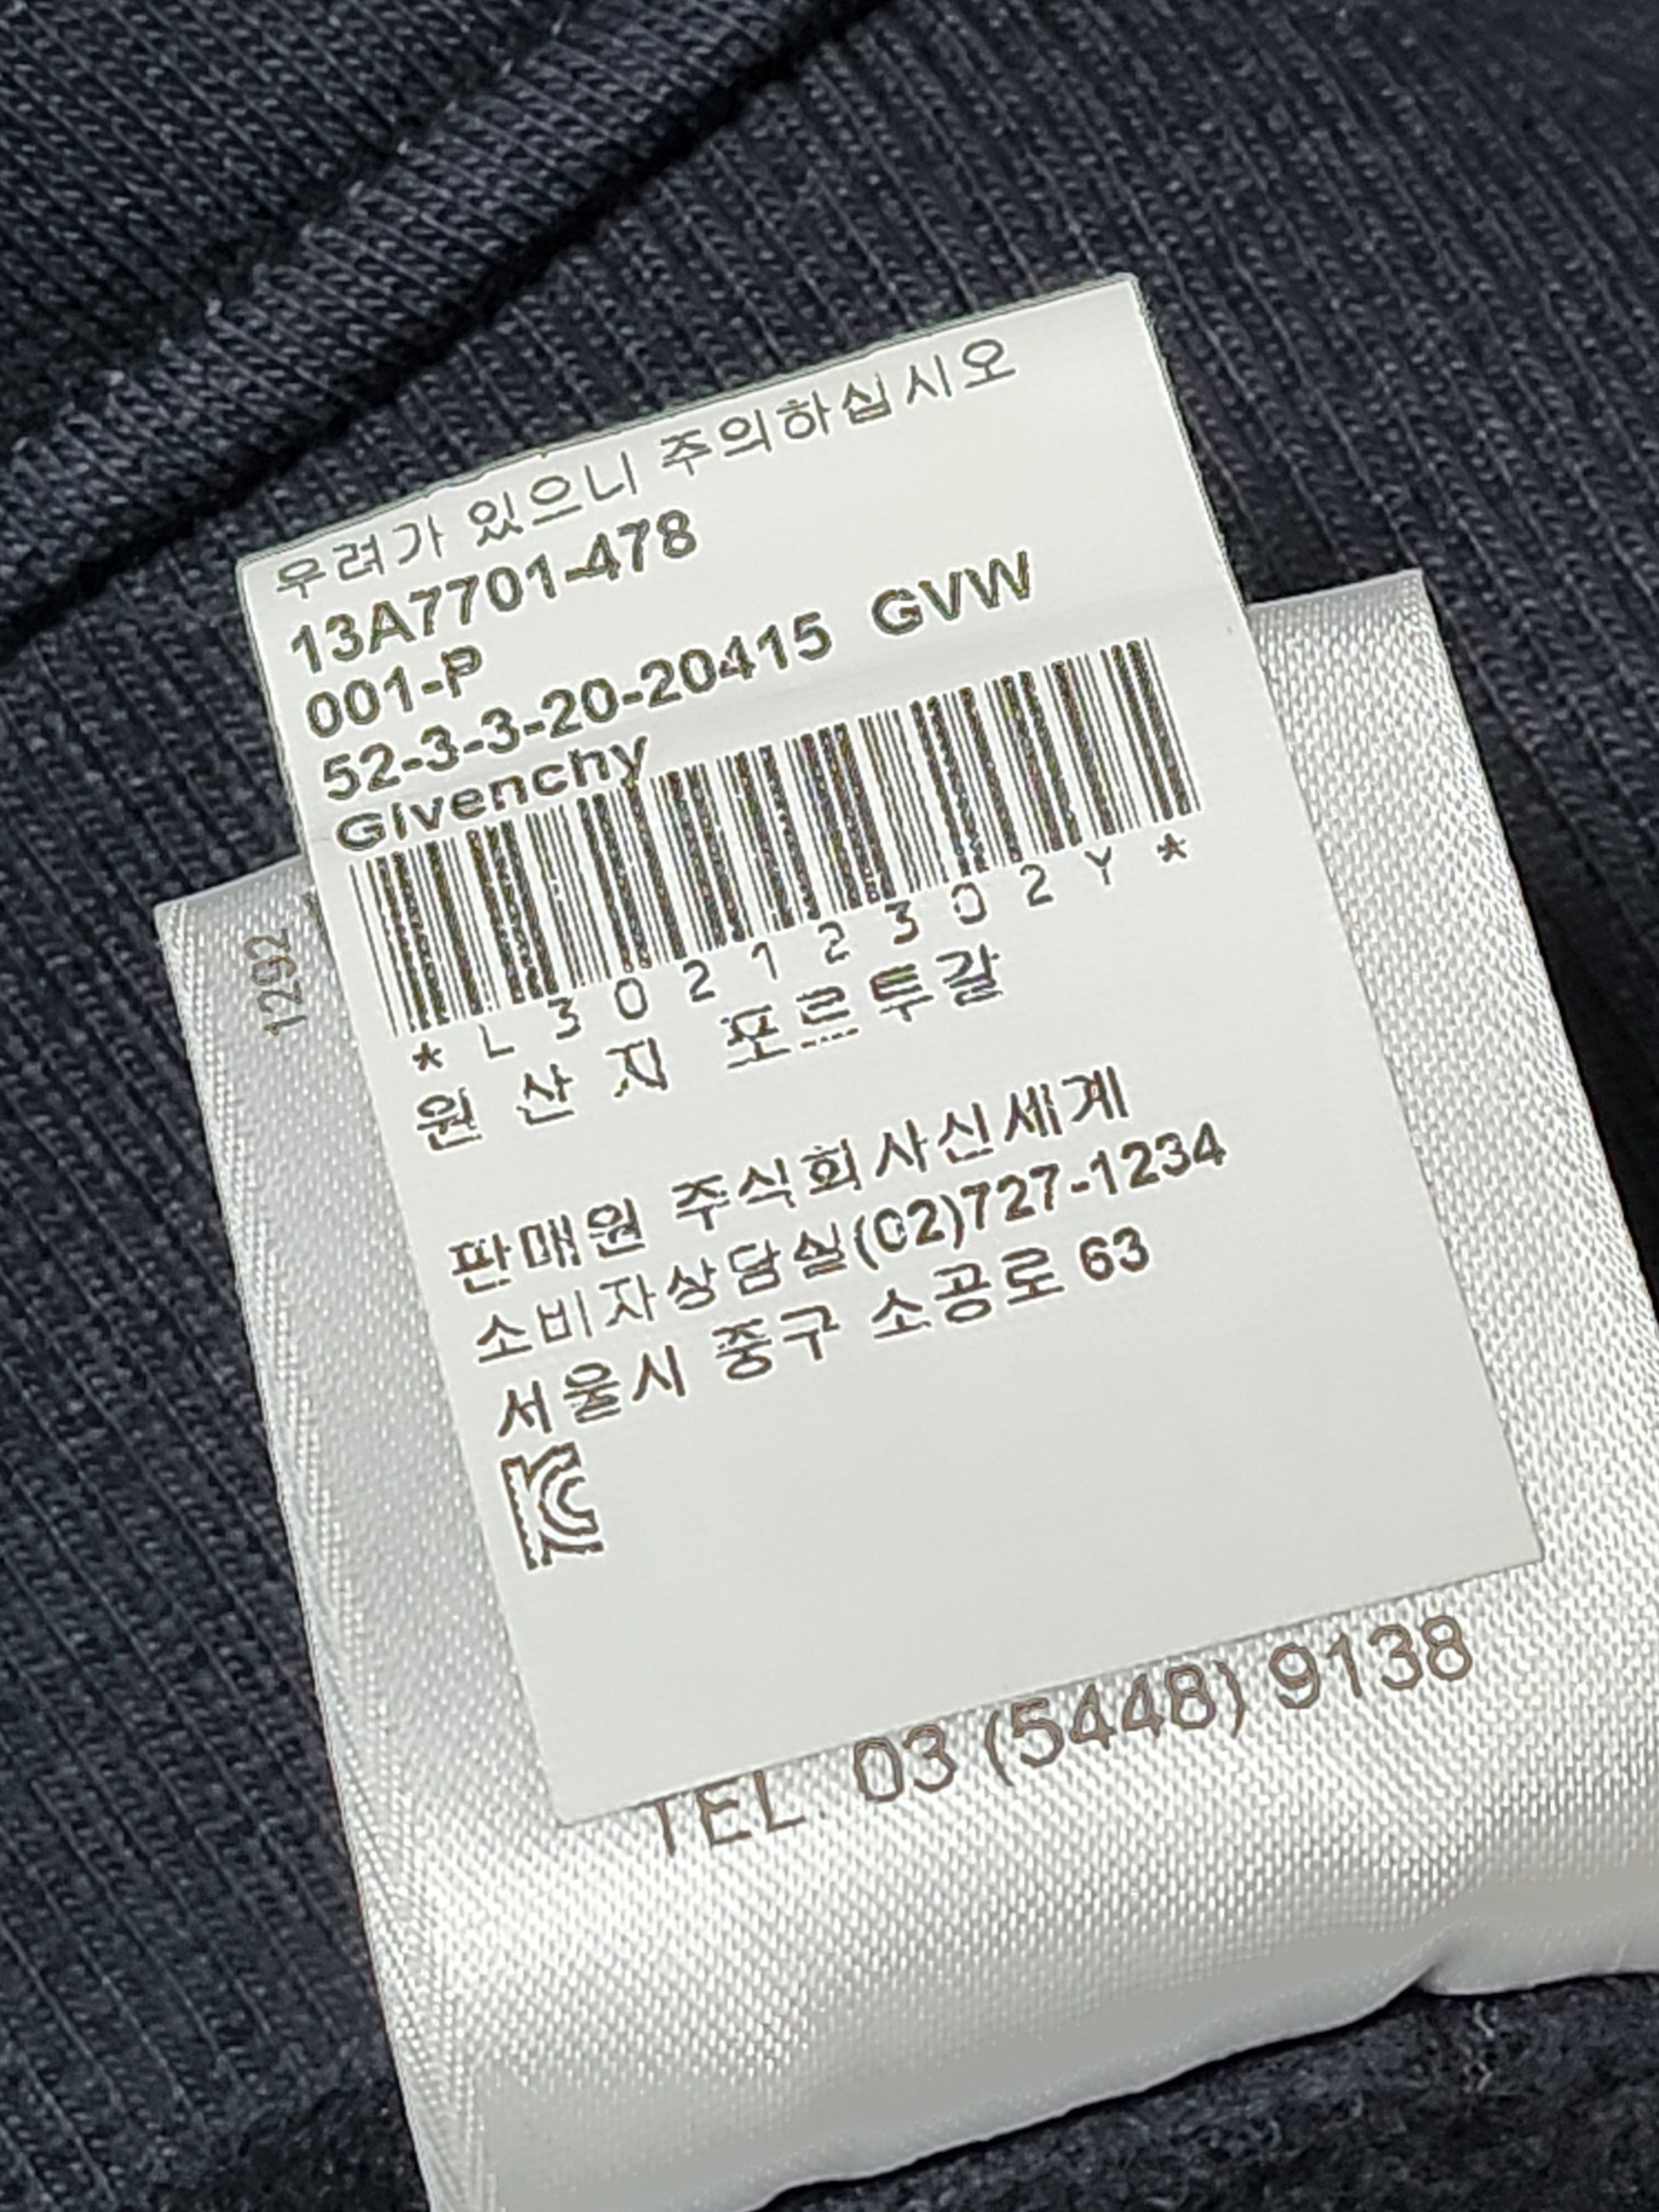 우려가 있으니 주의하십시오
13A7701-478
001-P
52-3-3-20-20415 GVW
Givenchy
*L30212302Y*
원 산 지 포르투갈
판매원 주식회사신세계
소비자상담실(02)727-1234
서울시 중구 소공로 63
KC
1292
TEL. 03 (5448) 9138